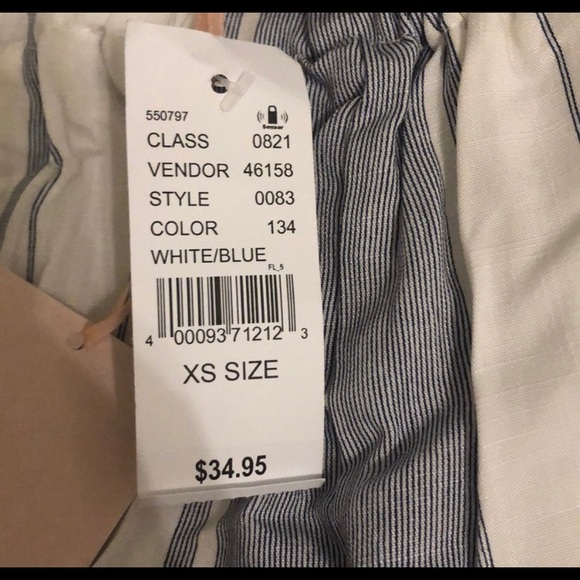 550797
Sensor
CLASS 0821
VENDOR 46158
STYLE 0083
COLOR 134
WHITE/BLUE
FL_5
4 00093 71212 3
XS SIZE
$34.95